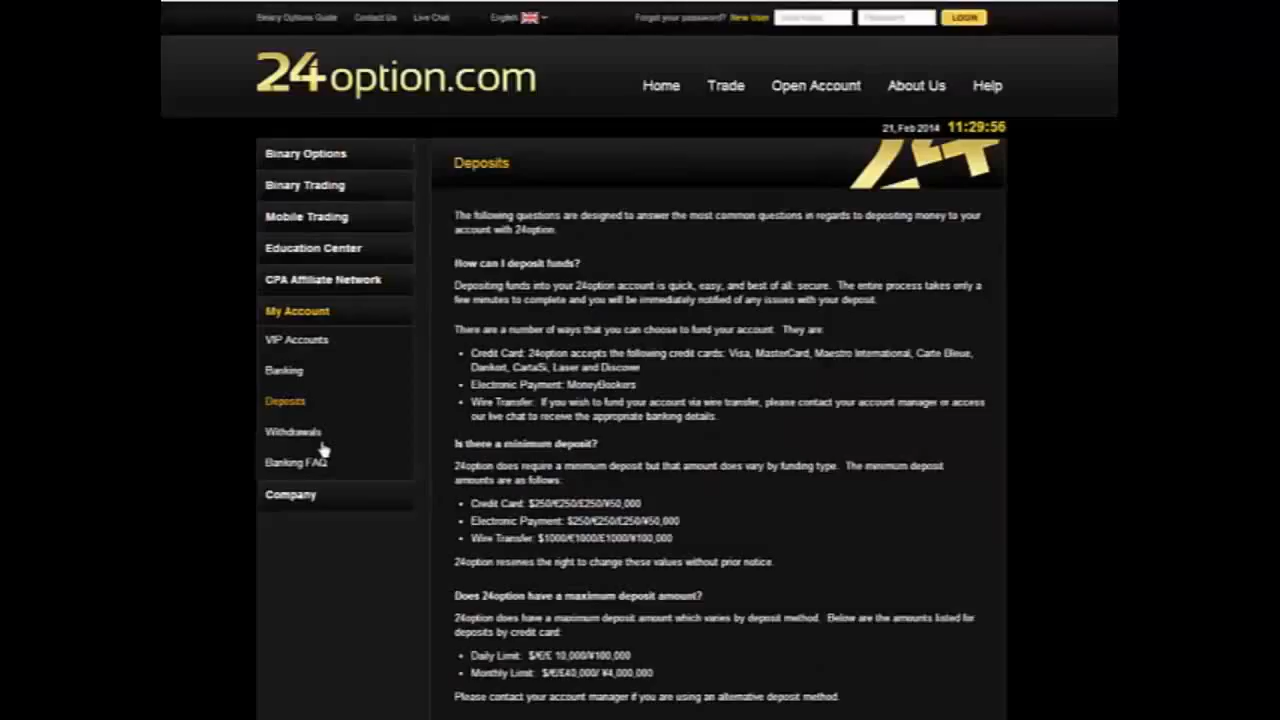 Binary Options Guide Contact Us Live Chat English Forgot your password? New User Password LOGIN
24option.com
Home Trade Open Account About Us Help
21, Feb 2014 11:29:56
Binary Options
Binary Trading
Mobile Trading
Education Center
CPA Affiliate Network
My Account
VIP Accounts
Banking
Deposits
Withdrawals
Banking FAQ
Company
24
Deposits
The following questions are designed to answer the most common questions in regards to depositing money to your
account with 24option.
How can I deposit funds?
Depositing funds into your 24option account is quick, easy, and best of all: secure. The entire process takes only a
few minutes to complete and you will be immediately notified of any issues with your deposit.
There are a number of ways that you can choose to fund your account. They are:
• Credit Card: 24option accepts the following credit cards: Visa, MasterCard, Maestro International, Carte Bleue,
Dankort, CartaSi, Laser and Discover
• Electronic Payment: MoneyBookers
• Wire Transfer: If you wish to fund your account via wire transfer, please contact your account manager or access
our live chat to receive the appropriate banking details.
Is there a minimum deposit?
24option does require a minimum deposit but that amount does vary by funding type. The minimum deposit
amounts are as follows:
• Credit Card: $250/€250/£250/¥50,000
• Electronic Payment: $250/€250/£250/¥50,000
• Wire Transfer: $1000/€1000/£1000/¥100,000
24option reserves the right to change these values without prior notice.
Does 24option have a maximum deposit amount?
24option does have a maximum deposit amount which varies by deposit method. Below are the amounts listed for
deposits by credit card:
• Daily Limit: $/€/£ 10,000/¥100,000
• Monthly Limit: $/€/£40,000/ ¥4,000,000
Please contact your account manager if you are using an alternative deposit method.